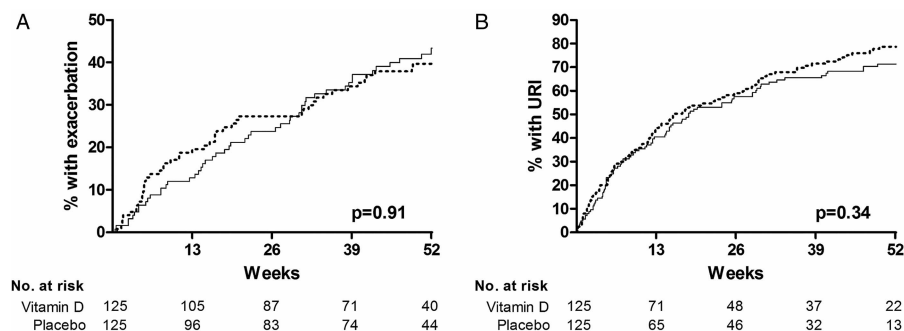 A
50
40
30
20
10
0
% with exacerbation
p=0.91
13 26 39 52
Weeks
No. at risk
Vitamin D 125 105 87 71 40
Placebo 125 96 83 74 44
B
90
80
70
60
50
40
30
20
10
0
% with URI
p=0.34
13 26 39 52
Weeks
No. at risk
Vitamin D 125 71 48 37 22
Placebo 125 65 46 32 13